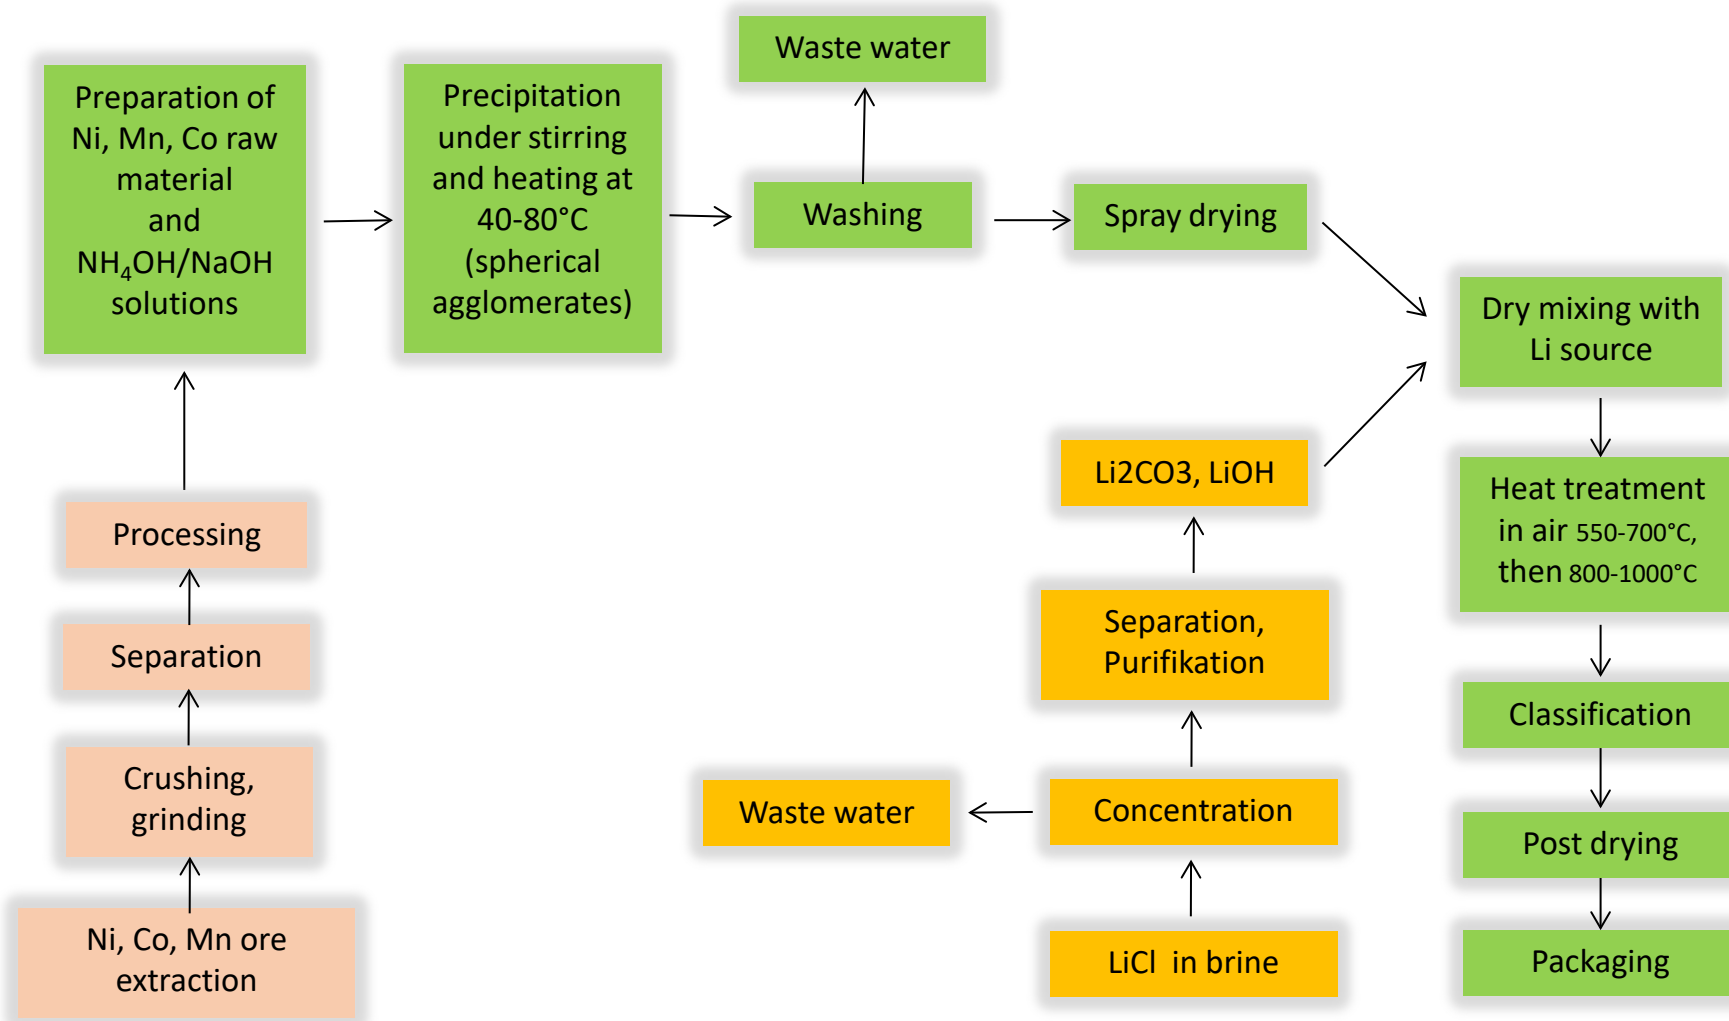 Waste water
Preparation of
Ni, Mn, Co raw
material
and
NH₄OH/NaOH
solutions
Precipitation
under stirring
and heating at
40-80°C
(spherical
agglomerates)
Washing
Spray drying
Dry mixing with
Li source
Li2CO3, LiOH
Heat treatment
in air 550-700°C,
then 800-1000°C
Processing
Separation
Separation,
Purifikation
Classification
Crushing,
grinding
Waste water
Concentration
Post drying
Ni, Co, Mn ore
extraction
LiCl in brine
Packaging